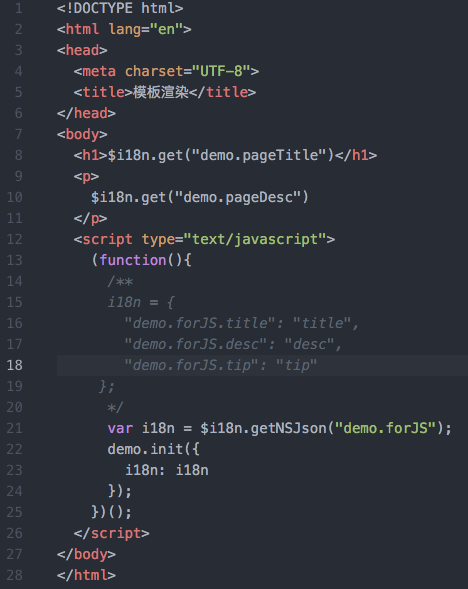 1 <!DOCTYPE html>
2 <html lang="en">
3 <head>
4   <meta charset="UTF-8">
5   <title>模板渲染</title>
6 </head>
7 <body>
8   <h1>$i18n.get("demo.pageTitle")</h1>
9   <p>
10     $i18n.get("demo.pageDesc")
11   </p>
12   <script type="text/javascript">
13     (function(){
14       /**
15       i18n = {
16         "demo.forJS.title": "title",
17         "demo.forJS.desc": "desc",
18         "demo.forJS.tip": "tip"
19      };
20       */
21       var i18n = $i18n.getNSJson("demo.forJS");
22       demo.init({
23         i18n: i18n
24       });
25     })();
26   </script>
27 </body>
28 </html>